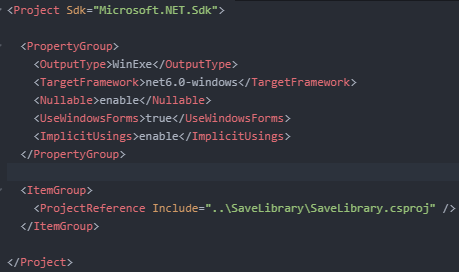 <Project Sdk="Microsoft.NET.Sdk">
<PropertyGroup>
<OutputType>WinExe</OutputType>
<TargetFramework>net6.0-windows</TargetFramework>
<Nullable>enable</Nullable>
<UseWindowsForms>true</UseWindowsForms>
<ImplicitUsings>enable</ImplicitUsings>
</PropertyGroup>
<ItemGroup>
<ProjectReference Include="..\SaveLibrary\SaveLibrary.csproj" />
</ItemGroup>
</Project>